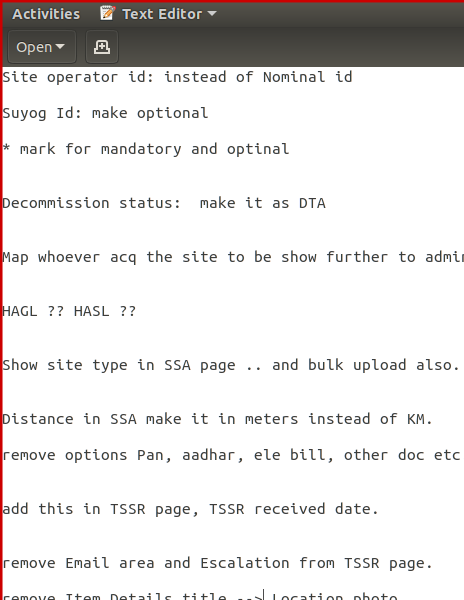 Activities Text Editor
Open
Site operator id: instead of Nominal id
Suyog Id: make optional
* mark for mandatory and optinal
Decommission status:  make it as DTA
Map whoever acq the site to be show further to admin
HAGL ?? HASL ??
Show site type in SSA page .. and bulk upload also.
Distance in SSA make it in meters instead of KM.
remove options Pan, aadhar, ele bill, other doc etc
add this in TSSR page, TSSR received date.
remove Email area and Escalation from TSSR page.
remove Item Details title --> Location photo